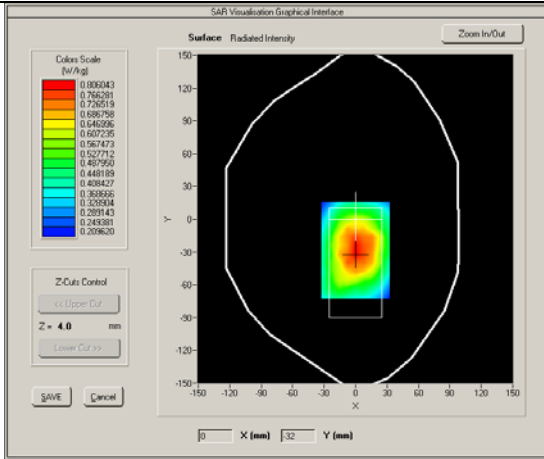 SAR Visualisation Graphical Interface
Surface Radiated Intensity
Zoom In/Out
Colors Scale
(W/kg)
0.806043
0.766281
0.726519
0.686758
0.646996
0.607235
0.567473
0.527712
0.487950
0.448189
0.408427
0.368666
0.328904
0.289143
0.249381
0.209620
Z-Cuts Control
<< Upper Cut
Z = 4.0 mm
Lower Cut >>
SAVE Cancel
150-
120-
90-
60-
30-
0-
-30-
-60-
-90-
-120-
-150-
Y
-150 -120 -90 -60 -30 0 30 60 90 120 150
X
0 X (mm) -32 Y (mm)